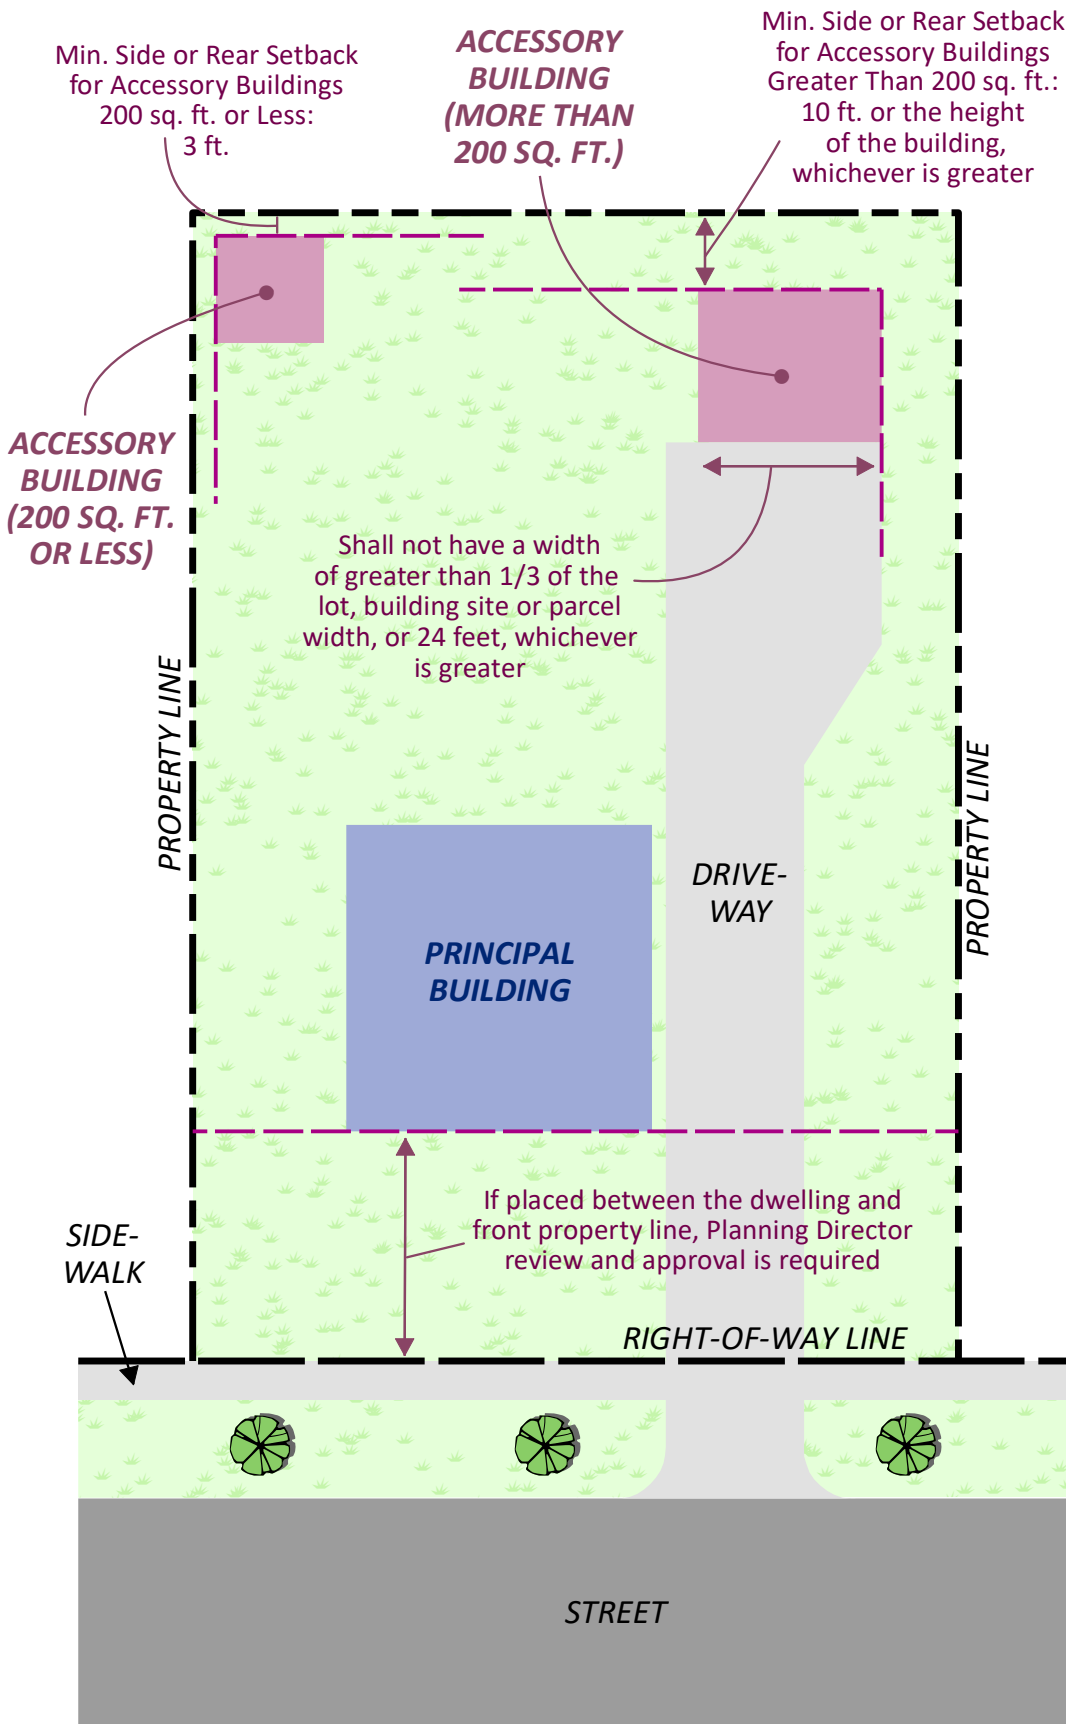 Min. Side or Rear Setback
for Accessory Buildings
200 sq. ft. or Less:
3 ft.
ACCESSORY
BUILDING
(MORE THAN
200 SQ. FT.)
Min. Side or Rear Setback
for Accessory Buildings
Greater Than 200 sq. ft.:
10 ft. or the height
of the building,
whichever is greater
ACCESSORY
BUILDING
(200 SQ. FT.
OR LESS)
Shall not have a width
of greater than 1/3 of the
lot, building site or parcel
width, or 24 feet, whichever
is greater
PROPERTY LINE
PROPERTY LINE
DRIVE-
WAY
PRINCIPAL
BUILDING
If placed between the dwelling and
front property line, Planning Director
review and approval is required
SIDE-
WALK
RIGHT-OF-WAY LINE
STREET